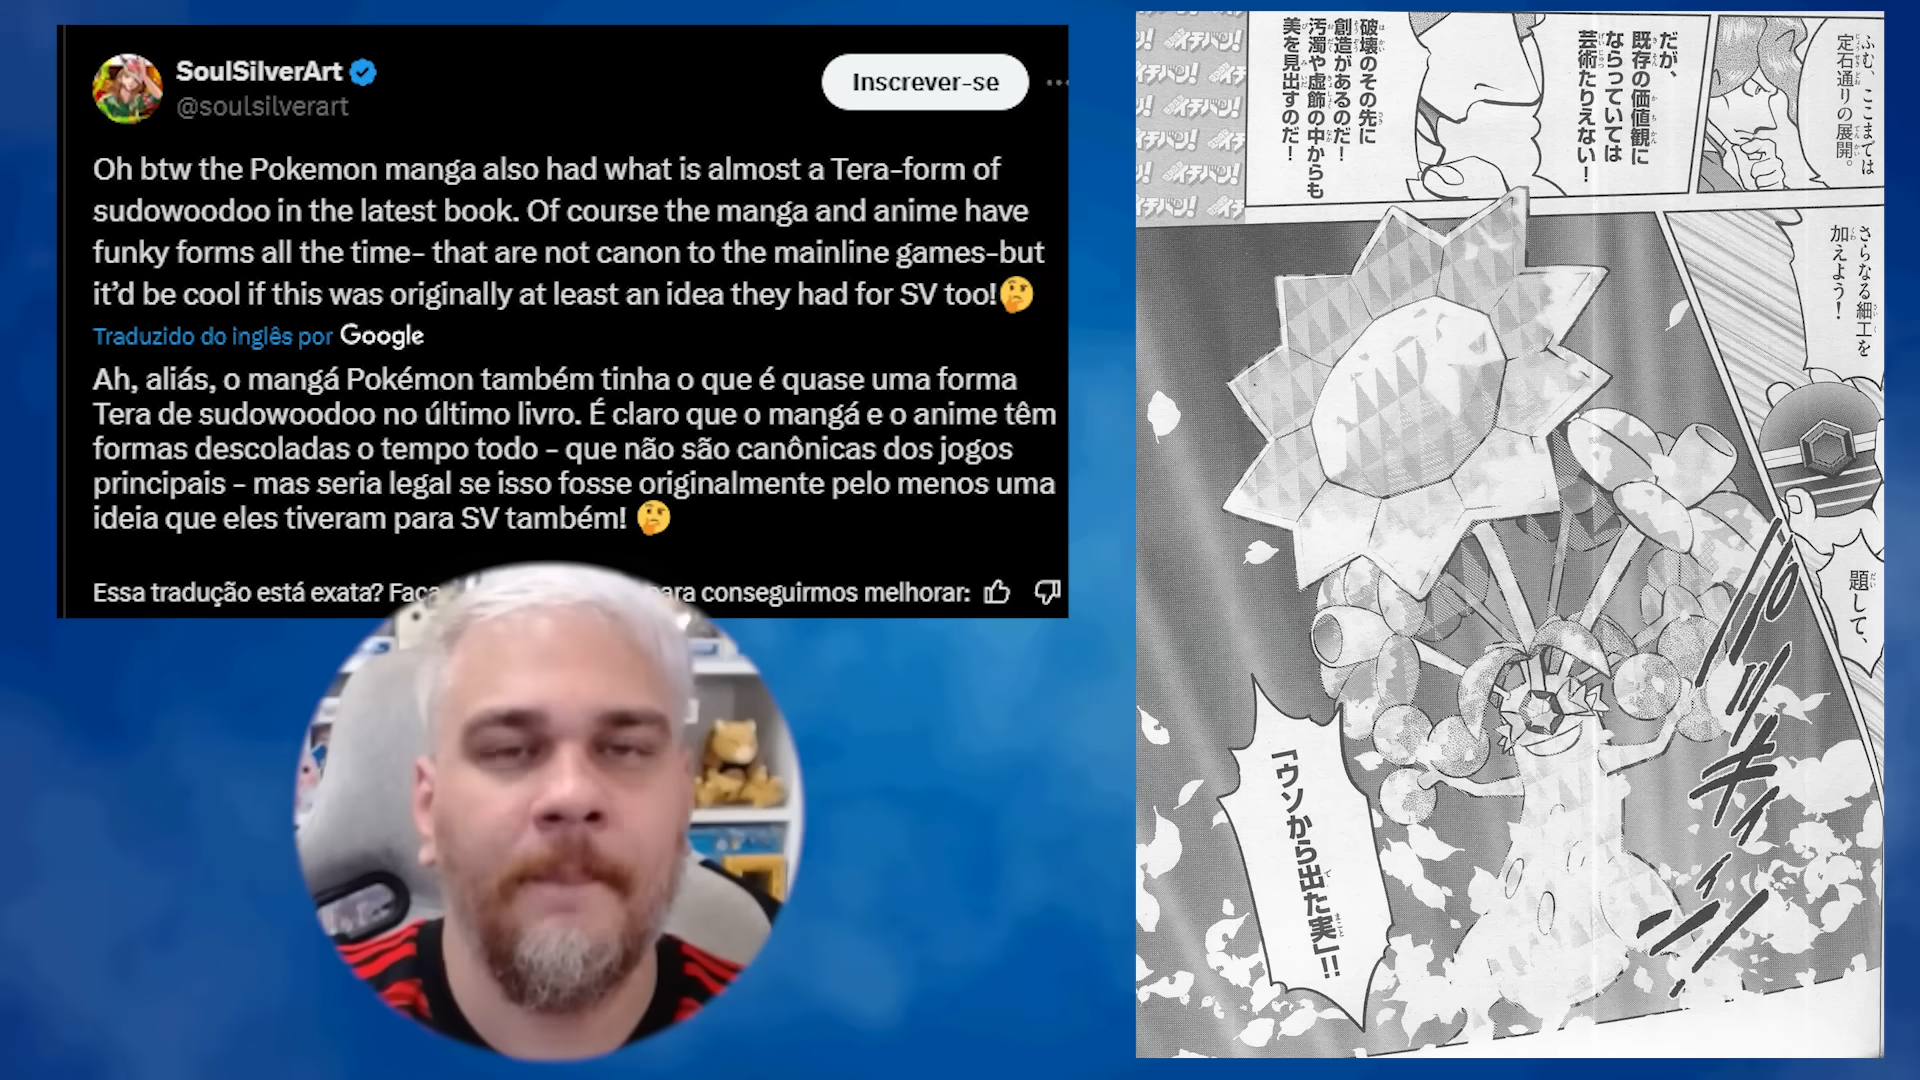 SoulSilverArt
@soulsilverart
Inscrever-se
Oh btw the Pokemon manga also had what is almost a Tera-form of
sudowoodoo in the latest book. Of course the manga and anime have
funky forms all the time- that are not canon to the mainline games-but
it’d be cool if this was originally at least an idea they had for SV too!🤔
Traduzido do inglês por Google
Ah, aliás, o mangá Pokémon também tinha o que é quase uma forma
Tera de sudowoodoo no último livro. É claro que o mangá e o anime têm
formas descoladas o tempo todo - que não são canônicas dos jogos
principais - mas seria legal se isso fosse originalmente pelo menos uma
ideia que eles tiveram para SV também! 🤔
Essa tradução está exata? Faça
para conseguirmos melhorar:
ふむ、ここまでは
定石通りの展開。
だが、
既存の価値観に
ならっていては
芸術たりえない!
破壊のその先に
創造があるのだ!
汚濁や虚飾の中からも
美を見出すのだ!
イチバン!
さらなる細工を
加えよう!
題して、
「ウソから出た実」!!